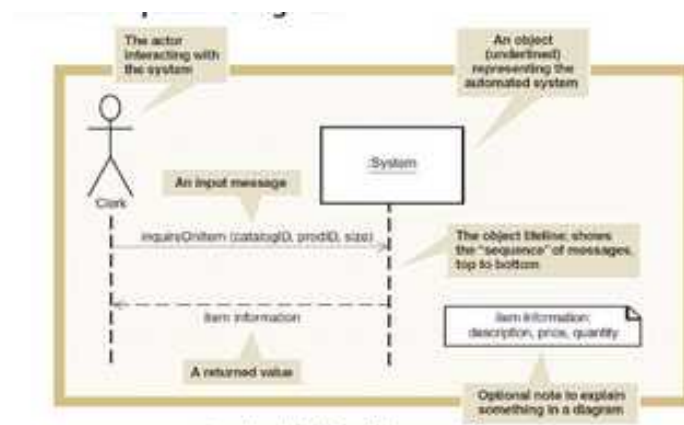 The actor
interacting with
the system
An object
(underlined)
representing the
automated system
:System
An input message
Clerk
inquireOnItem (catalogID, prodID, size)
The object lifeline; shows
the "sequence" of messages,
top to bottom
item information
item information:
description, price, quantity
A returned value
Optional note to explain
something in a diagram